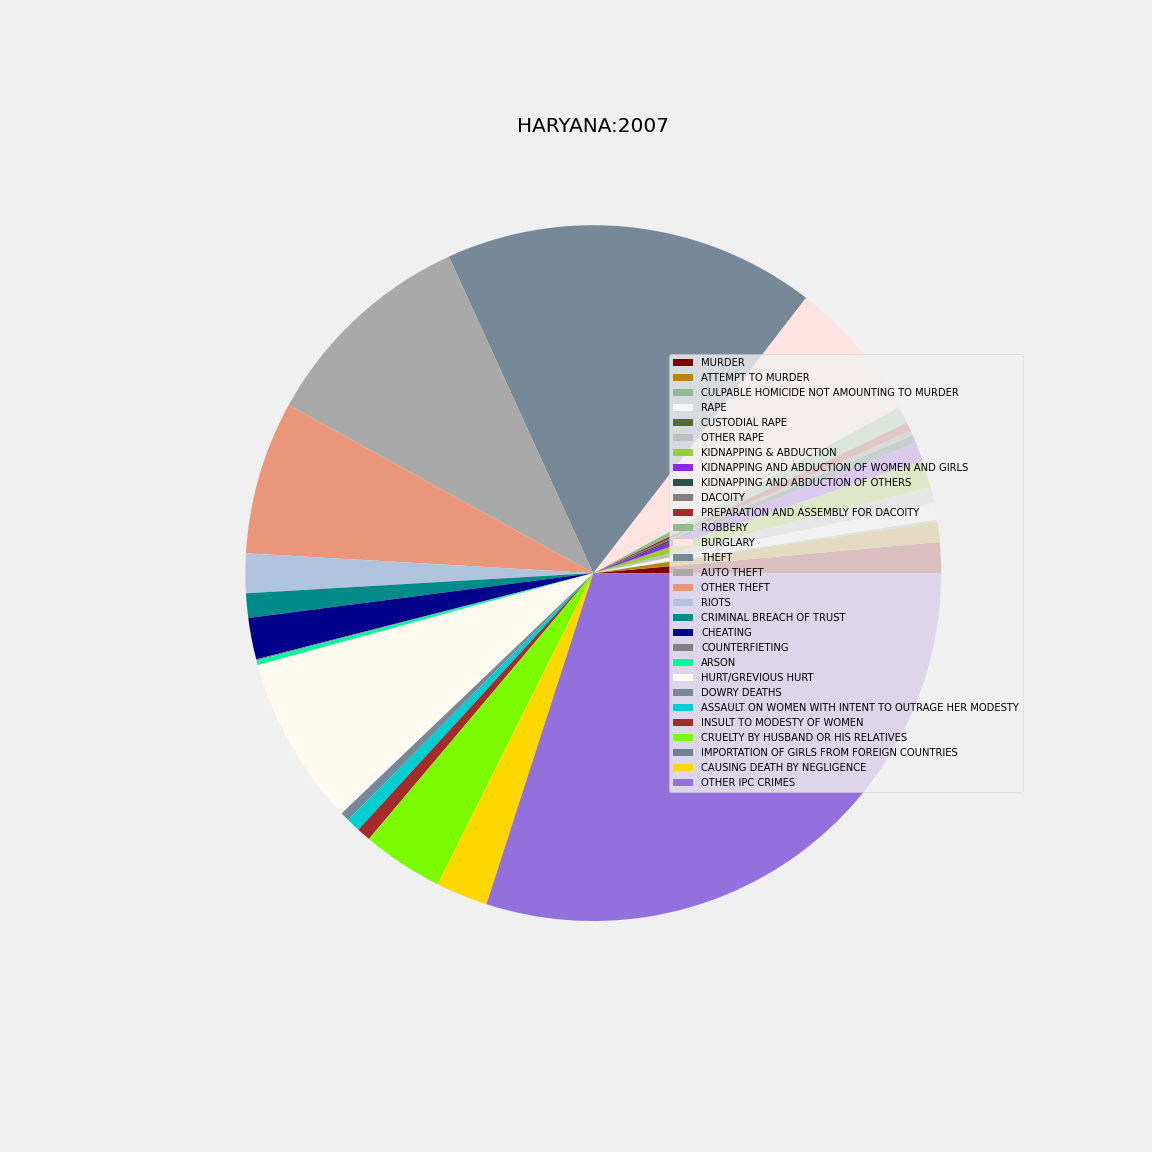 HARYANA:2007
MURDER
ATTEMPT TO MURDER
CULPABLE HOMICIDE NOT AMOUNTING TO MURDER
RAPE
CUSTODIAL RAPE
OTHER RAPE
KIDNAPPING & ABDUCTION
KIDNAPPING AND ABDUCTION OF WOMEN AND GIRLS
KIDNAPPING AND ABDUCTION OF OTHERS
DACOITY
PREPARATION AND ASSEMBLY FOR DACOITY
ROBBERY
BURGLARY
THEFT
AUTO THEFT
OTHER THEFT
RIOTS
CRIMINAL BREACH OF TRUST
CHEATING
COUNTERFIETING
ARSON
HURT/GREVIOUS HURT
DOWRY DEATHS
ASSAULT ON WOMEN WITH INTENT TO OUTRAGE HER MODESTY
INSULT TO MODESTY OF WOMEN
CRUELTY BY HUSBAND OR HIS RELATIVES
IMPORTATION OF GIRLS FROM FOREIGN COUNTRIES
CAUSING DEATH BY NEGLIGENCE
OTHER IPC CRIMES